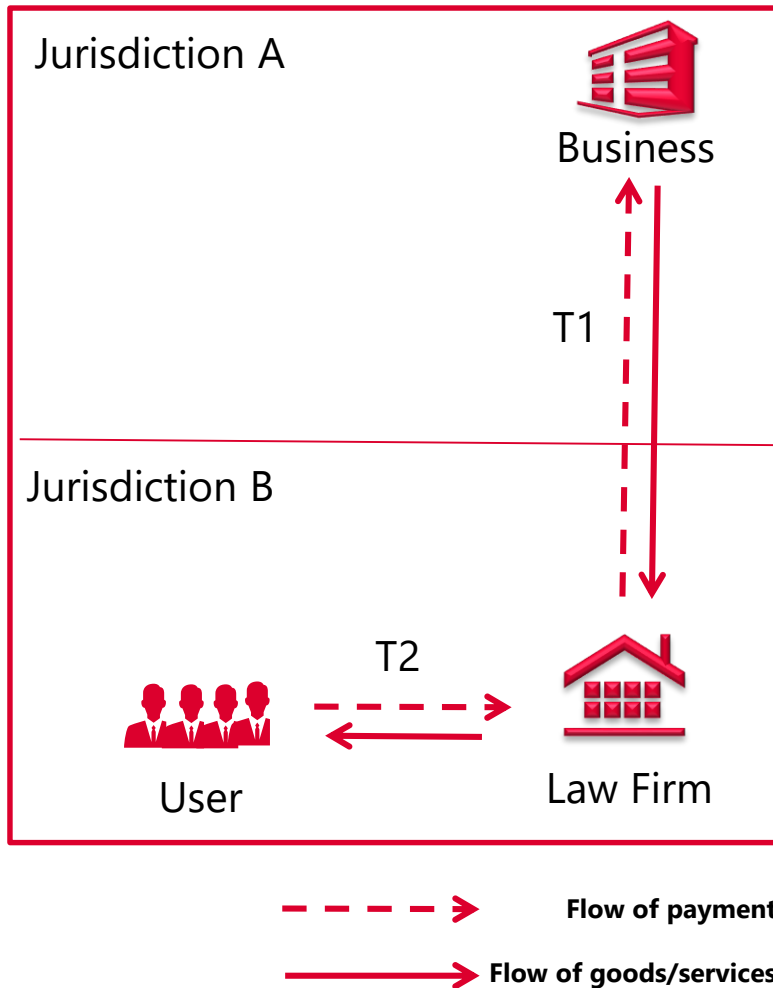 Jurisdiction A
Business
T1
Jurisdiction B
T2
User
Law Firm
Flow of payment
Flow of goods/services